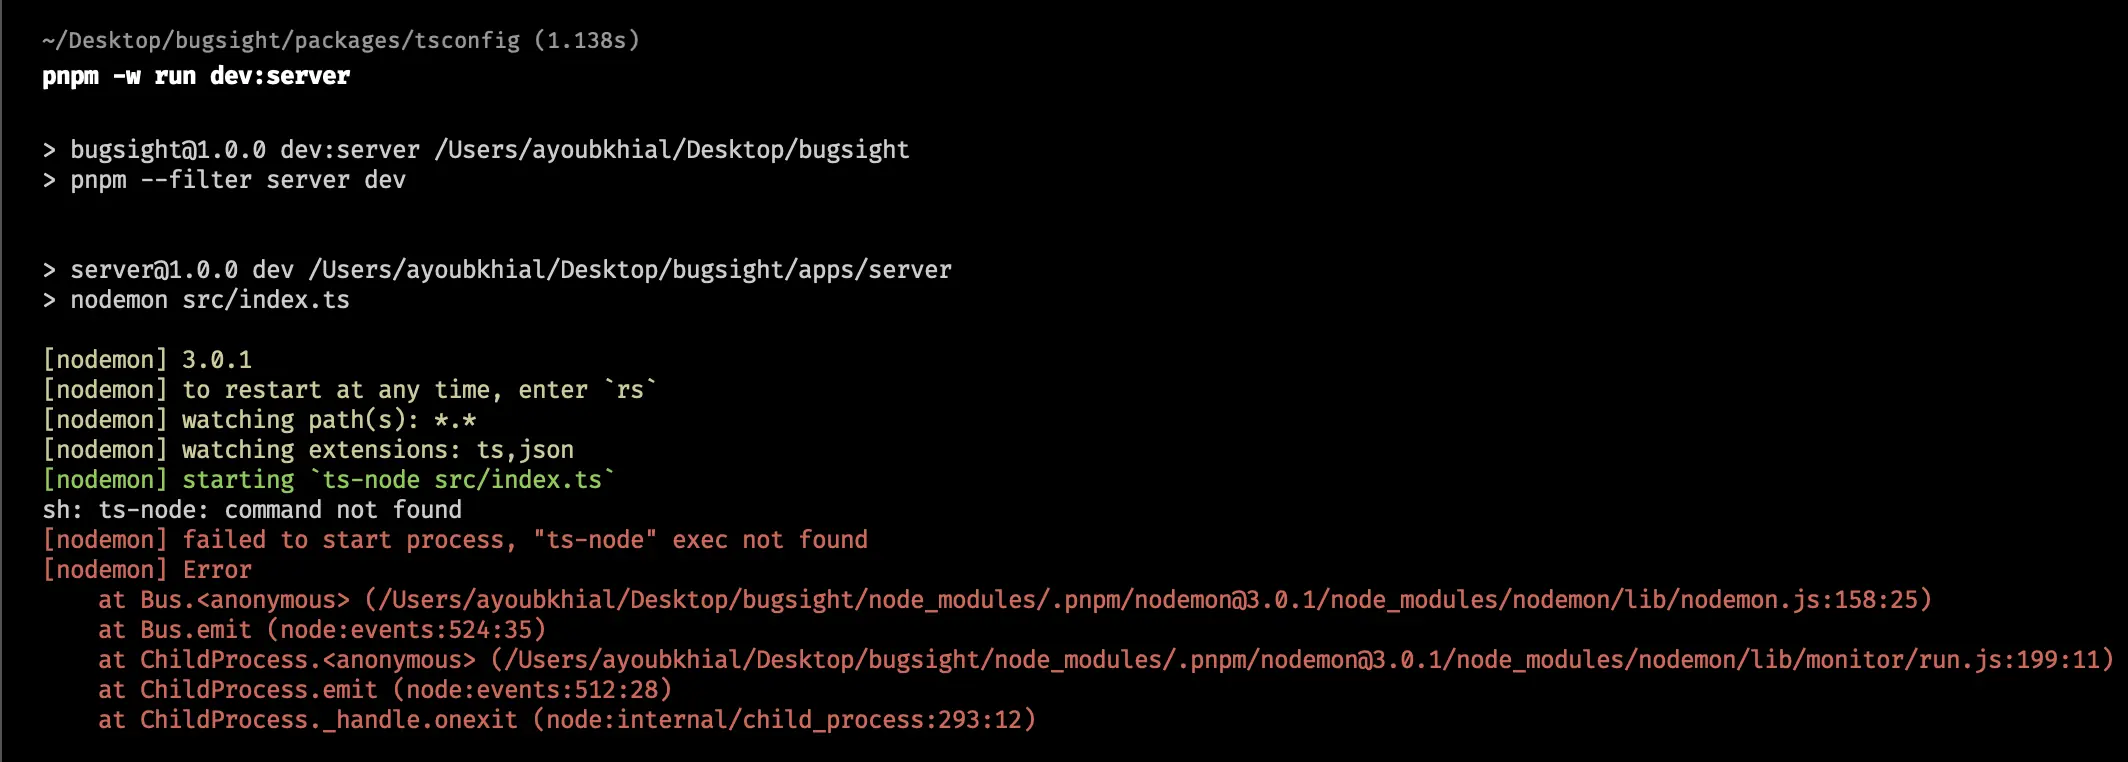 ~/Desktop/bugsight/packages/tsconfig (1.138s)
pnpm -w run dev:server
> bugsight@1.0.0 dev:server /Users/ayoubkhial/Desktop/bugsight
> pnpm --filter server dev
> server@1.0.0 dev /Users/ayoubkhial/Desktop/bugsight/apps/server
> nodemon src/index.ts
[nodemon] 3.0.1
[nodemon] to restart at any time, enter `rs`
[nodemon] watching path(s): *.*
[nodemon] watching extensions: ts,json
[nodemon] starting `ts-node src/index.ts`
sh: ts-node: command not found
[nodemon] failed to start process, "ts-node" exec not found
[nodemon] Error
    at Bus.<anonymous> (/Users/ayoubkhial/Desktop/bugsight/node_modules/.pnpm/nodemon@3.0.1/node_modules/nodemon/lib/nodemon.js:158:25)
    at Bus.emit (node:events:524:35)
    at ChildProcess.<anonymous> (/Users/ayoubkhial/Desktop/bugsight/node_modules/.pnpm/nodemon@3.0.1/node_modules/nodemon/lib/monitor/run.js:199:11)
    at ChildProcess.emit (node:events:512:28)
    at ChildProcess._handle.onexit (node:internal/child_process:293:12)